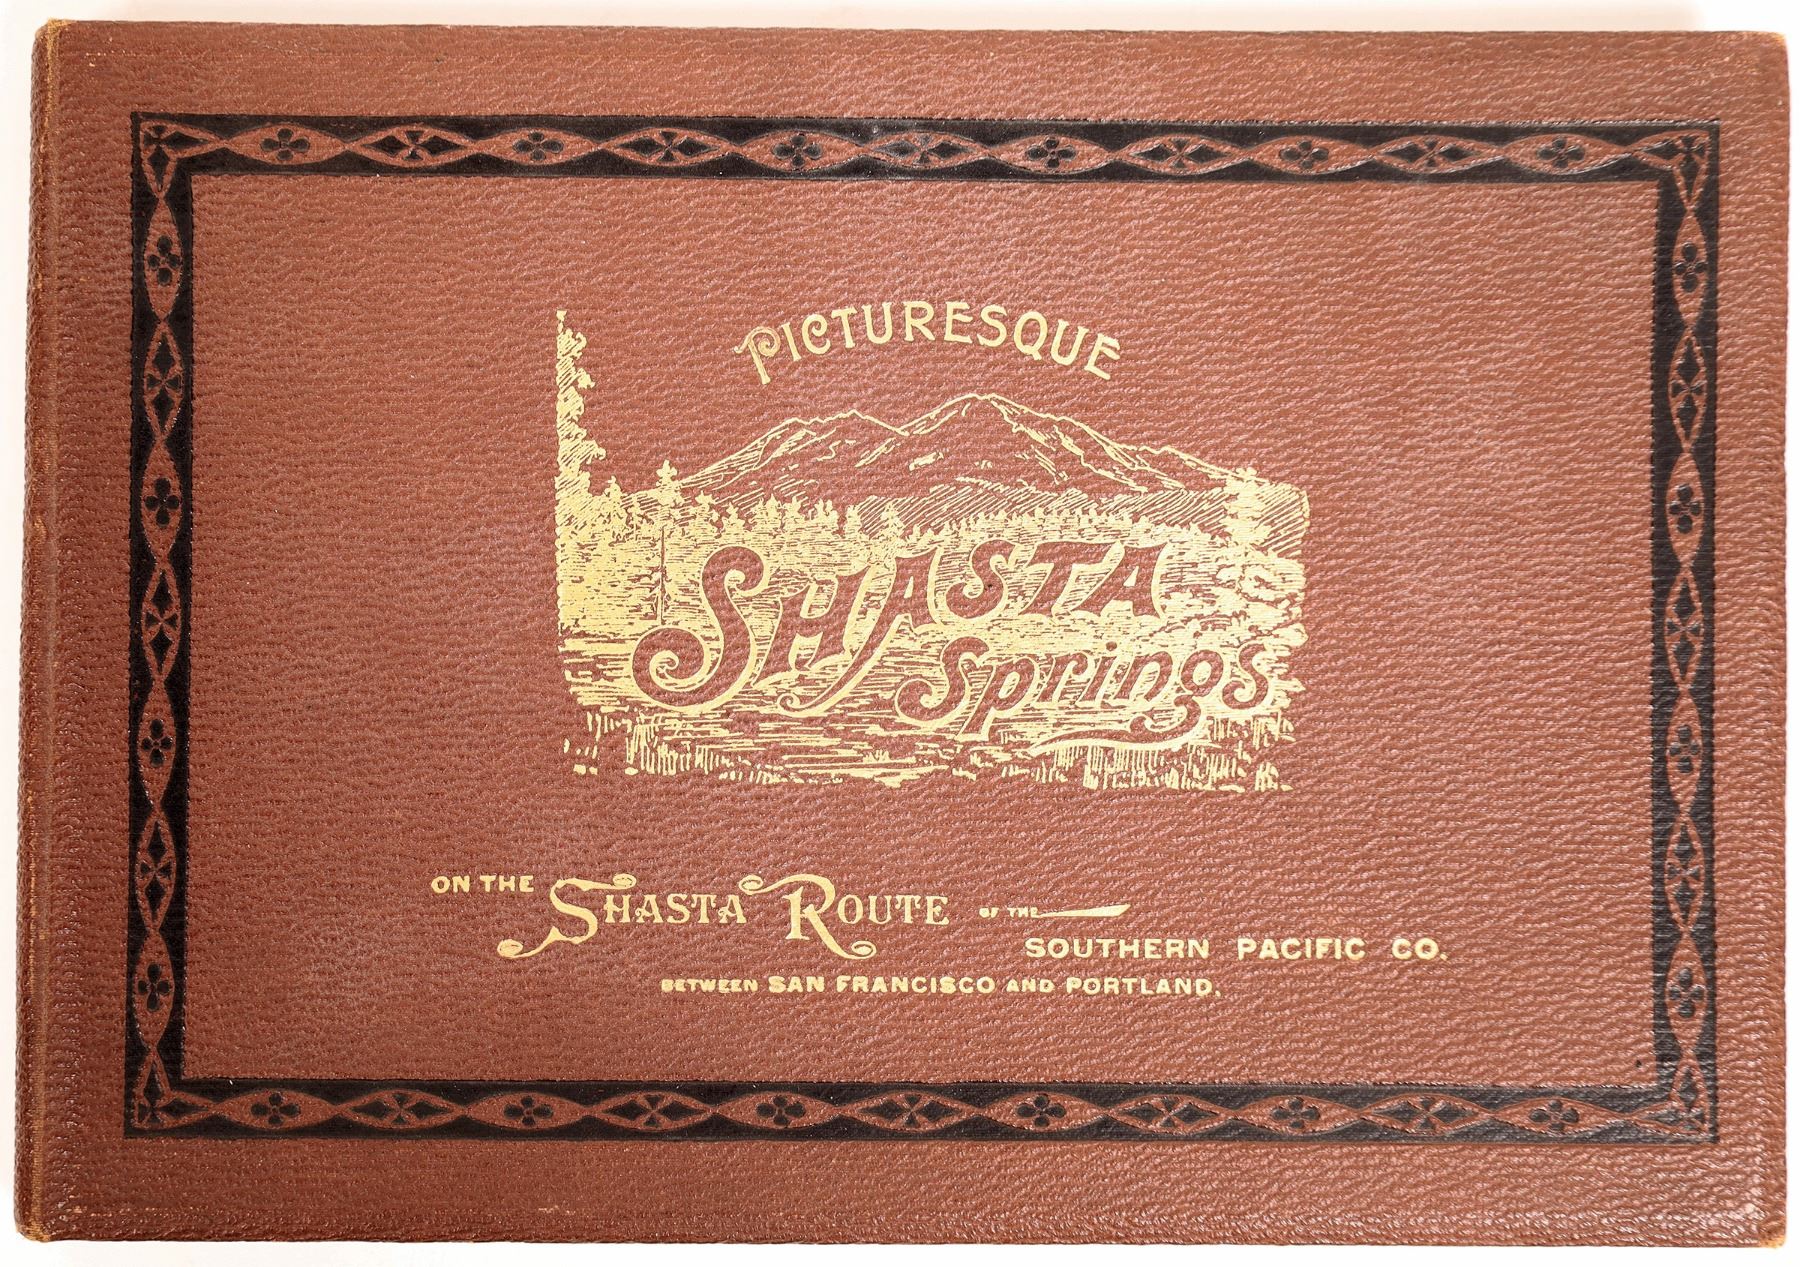 PICTURESQUE
SHASTA
Springs
ON THE SHASTA ROUTE OF THE
SOUTHERN PACIFIC CO.
BETWEEN SAN FRANCISCO AND PORTLAND.